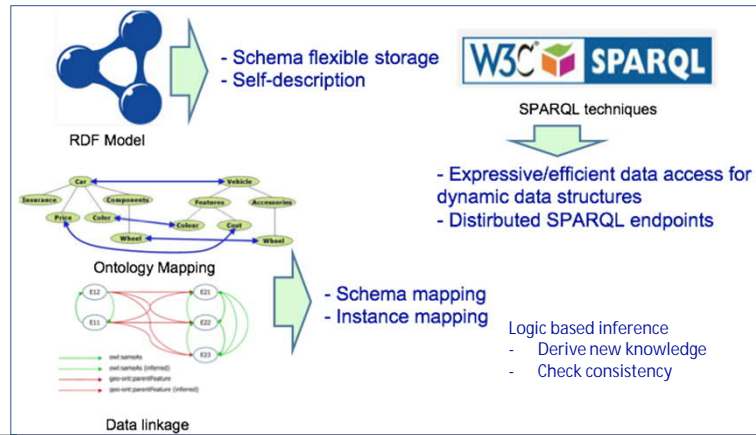 RDF Model
- Schema flexible storage
- Self-description
W3C SPARQL
SPARQL techniques
- Expressive/efficient data access for
dynamic data structures
- Distirbuted SPARQL endpoints
Car
Vehicle
Insurance
Components
Features
Accessories
Price
Color
Colour
Cost
Wheel
Wheel
Ontology Mapping
E12
E21
E11
E22
E23
owl:sameAs
owl:sameAs (inferred)
geo-ont:parentFeature
geo-ont:parentFeature (inferred)
Data linkage
- Schema mapping
- Instance mapping
Logic based inference
- Derive new knowledge
- Check consistency